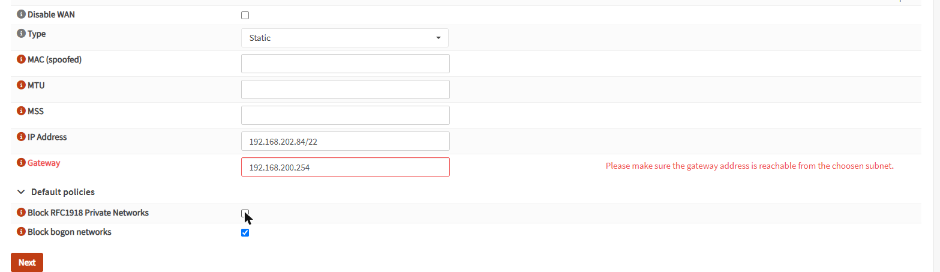 Disable WAN
Type
Static
MAC (spoofed)
MTU
MSS
IP Address
192.168.202.84/22
Gateway
192.168.200.254
Please make sure the gateway address is reachable from the choosen subnet.
Default policies
Block RFC1918 Private Networks
Block bogon networks
Next